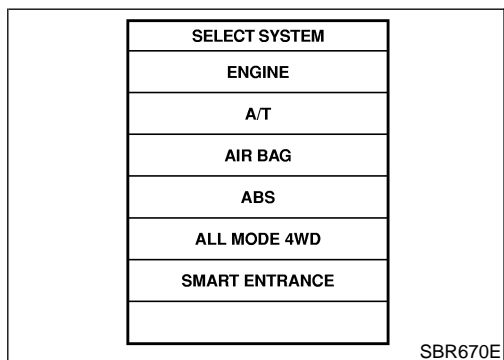 SELECT SYSTEM
ENGINE
A/T
AIR BAG
ABS
ALL MODE 4WD
SMART ENTRANCE
SBR670E